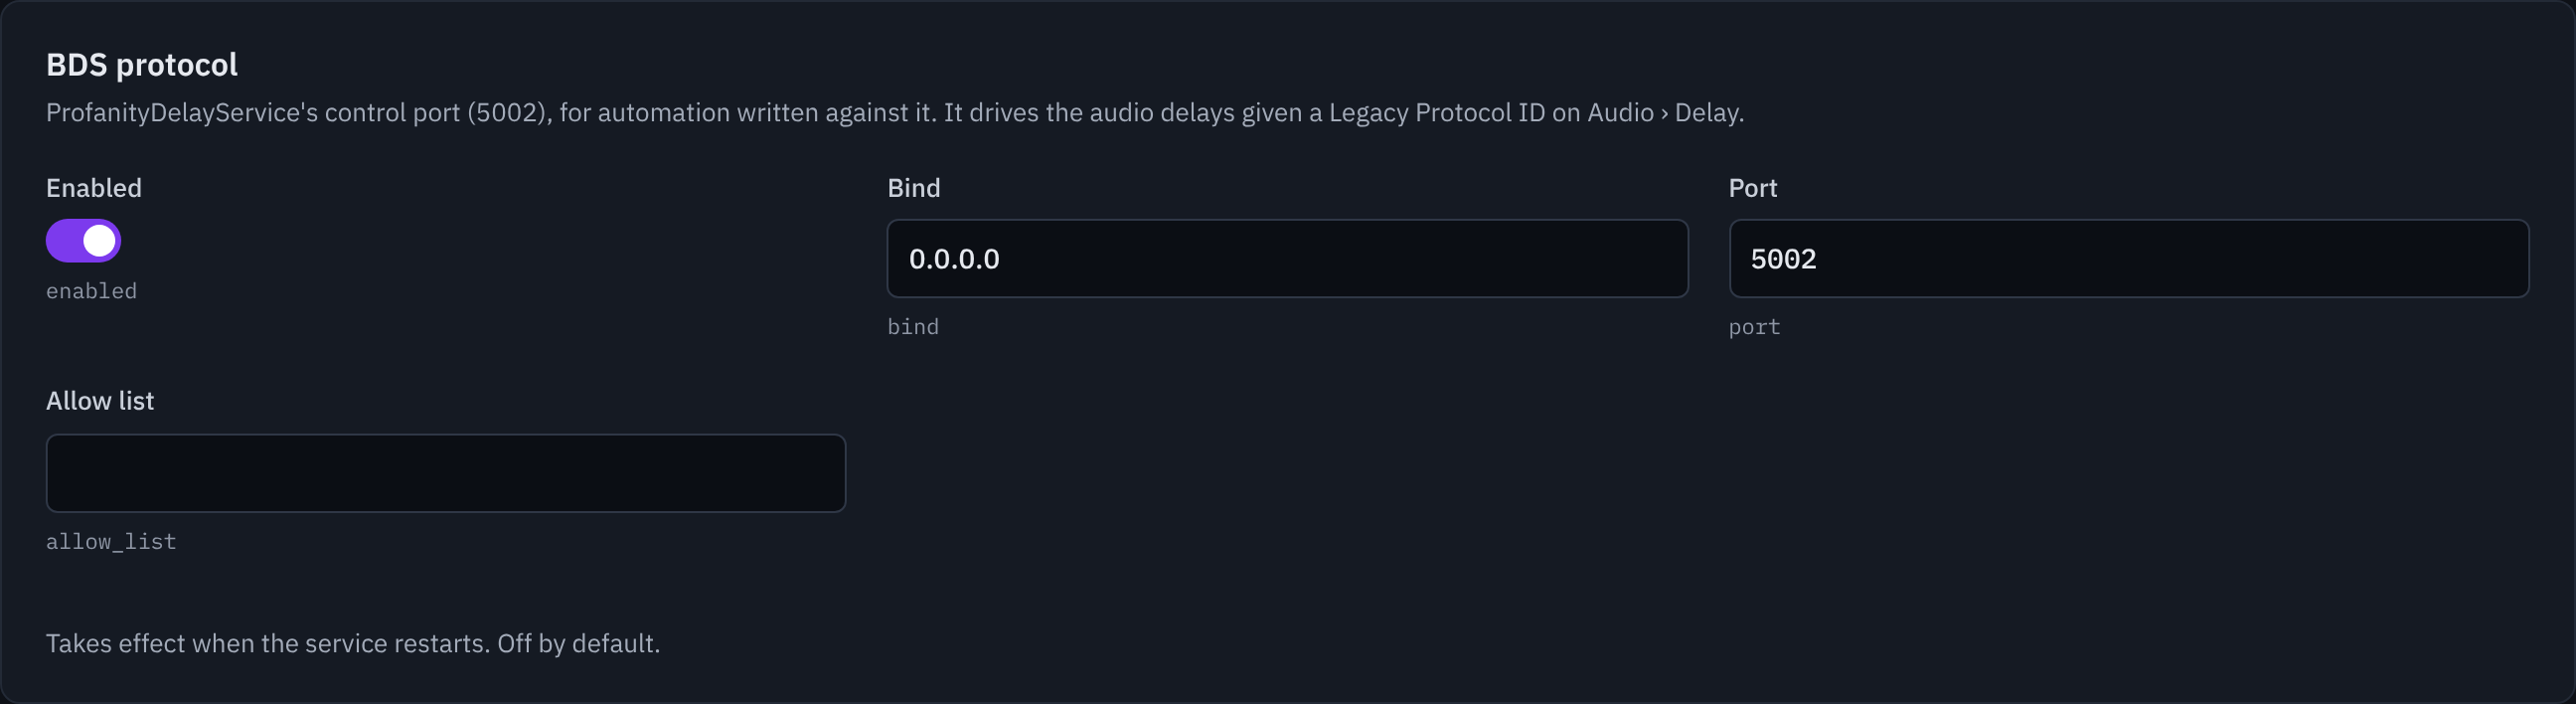 BDS protocol
ProfanityDelayService's control port (5002), for automation written against it. It drives the audio delays given a Legacy Protocol ID on Audio › Delay.
Enabled
Bind
Port
0.0.0.0
5002
enabled
bind
port
Allow list
allow_list
Takes effect when the service restarts. Off by default.